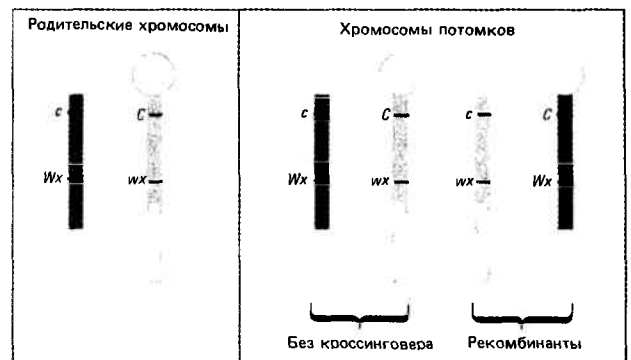 Родительские хромосомы
Хромосомы потомков
c C c C c C
Wx wx Wx wx wx Wx
Без кроссинговера Рекомбинанты